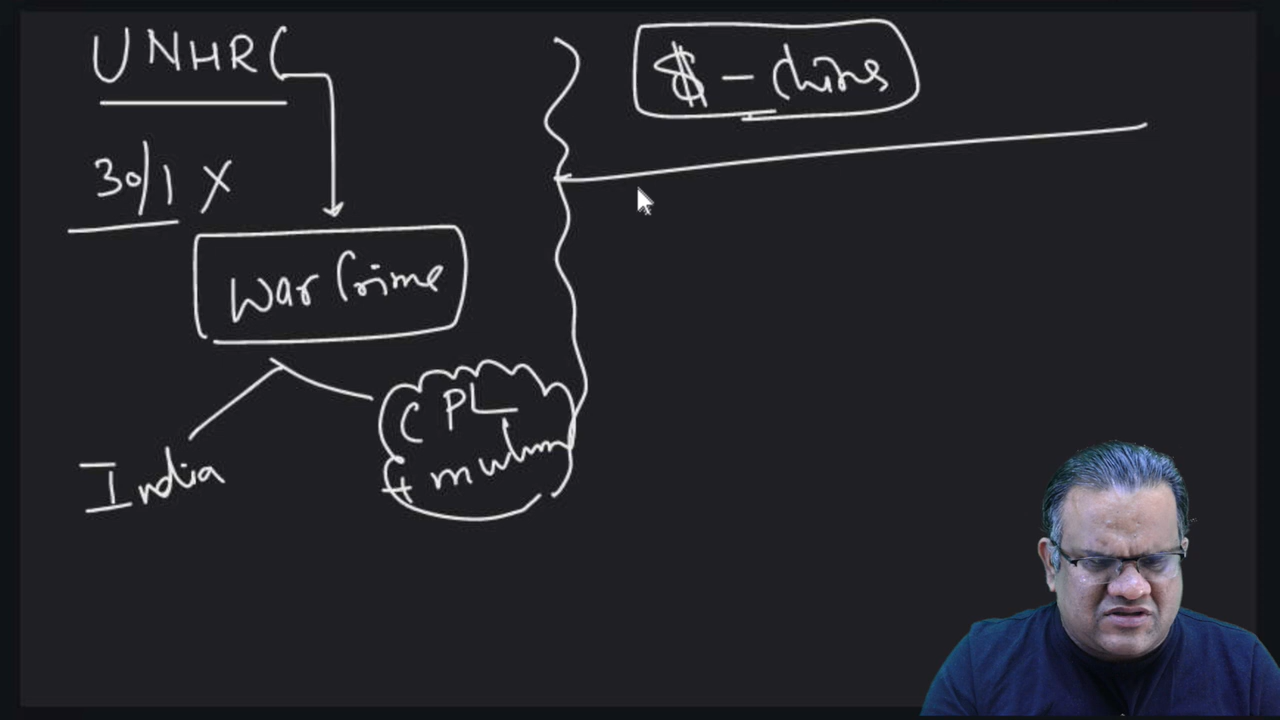 UNHRC
30/1 X
War Crime
India
CPL
+
$ - China